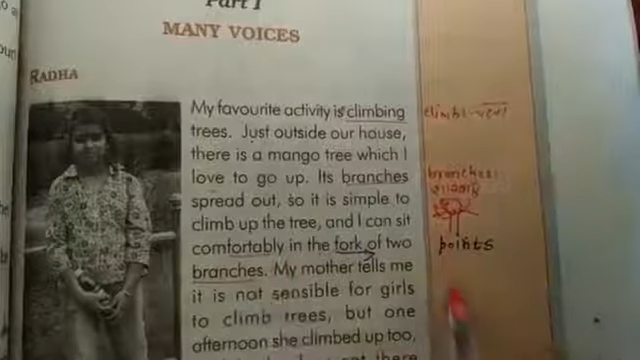 Part I
MANY VOICES
RADHA
My favourite activity is climbing
trees. Just outside our house,
there is a mango tree which I
love to go up. Its branches
spread out, so it is simple to
climb up the tree, and I can sit
comfortably in the fork of two
branches. My mother tells me
it is not sensible for girls
to climb trees, but one
afternoon she climbed up too,
branches
points